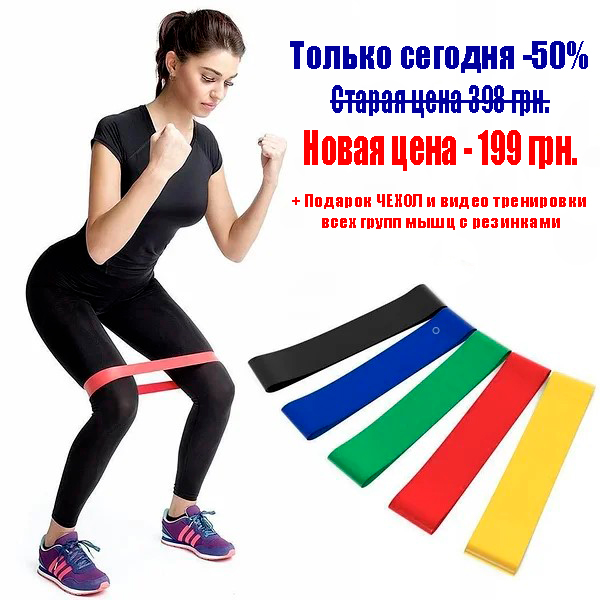 Только сегодня -50%
Старая цена 398 грн.
Новая цена - 199 грн.
+ Подарок ЧЕХОЛ и видео тренировки
всех групп мышц с резинками